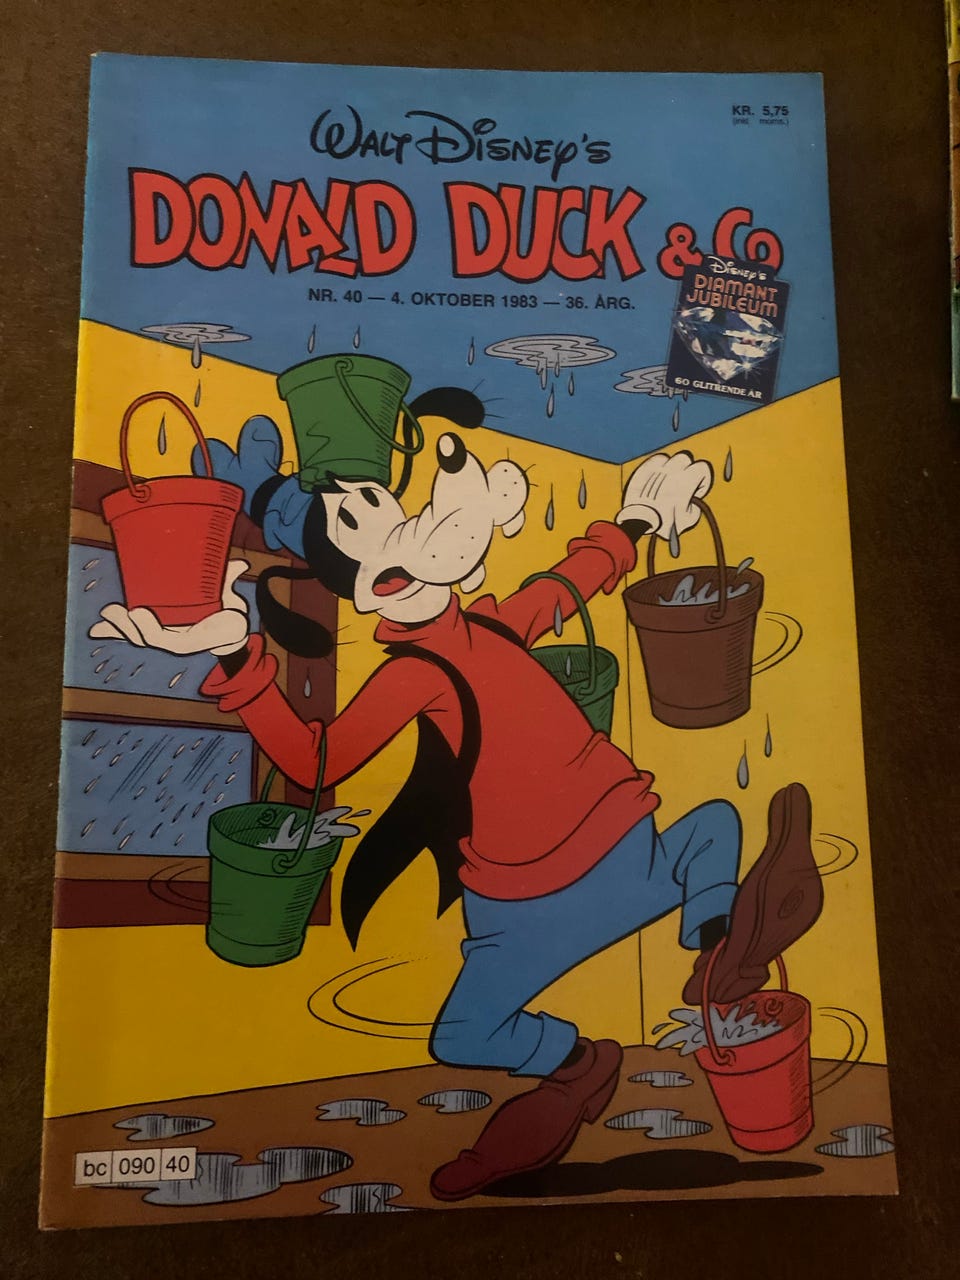 KR. 5,75
(inkl. moms.)
WALT DISNEY'S
DONALD DUCK & Co
NR. 40 — 4. OKTOBER 1983 — 36. ÅRG.
DISNEY'S
DIAMANT
JUBILEUM
60 GLITRENDE ÅR
bc 090 40